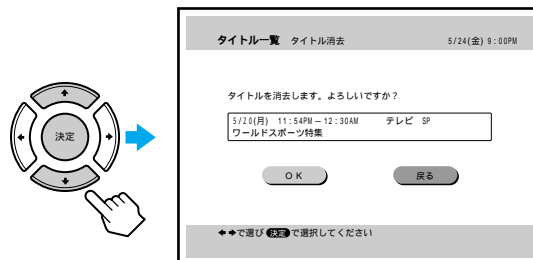 タイトル一覧 タイトル消去 5/24(金) 9:00PM
タイトルを消去します。よろしいですか?
5/20(月) 11:54PM－12:30AM テレビ SP
ワールドスポーツ特集
決定
OK 戻る
で選び 決定 で選択してください